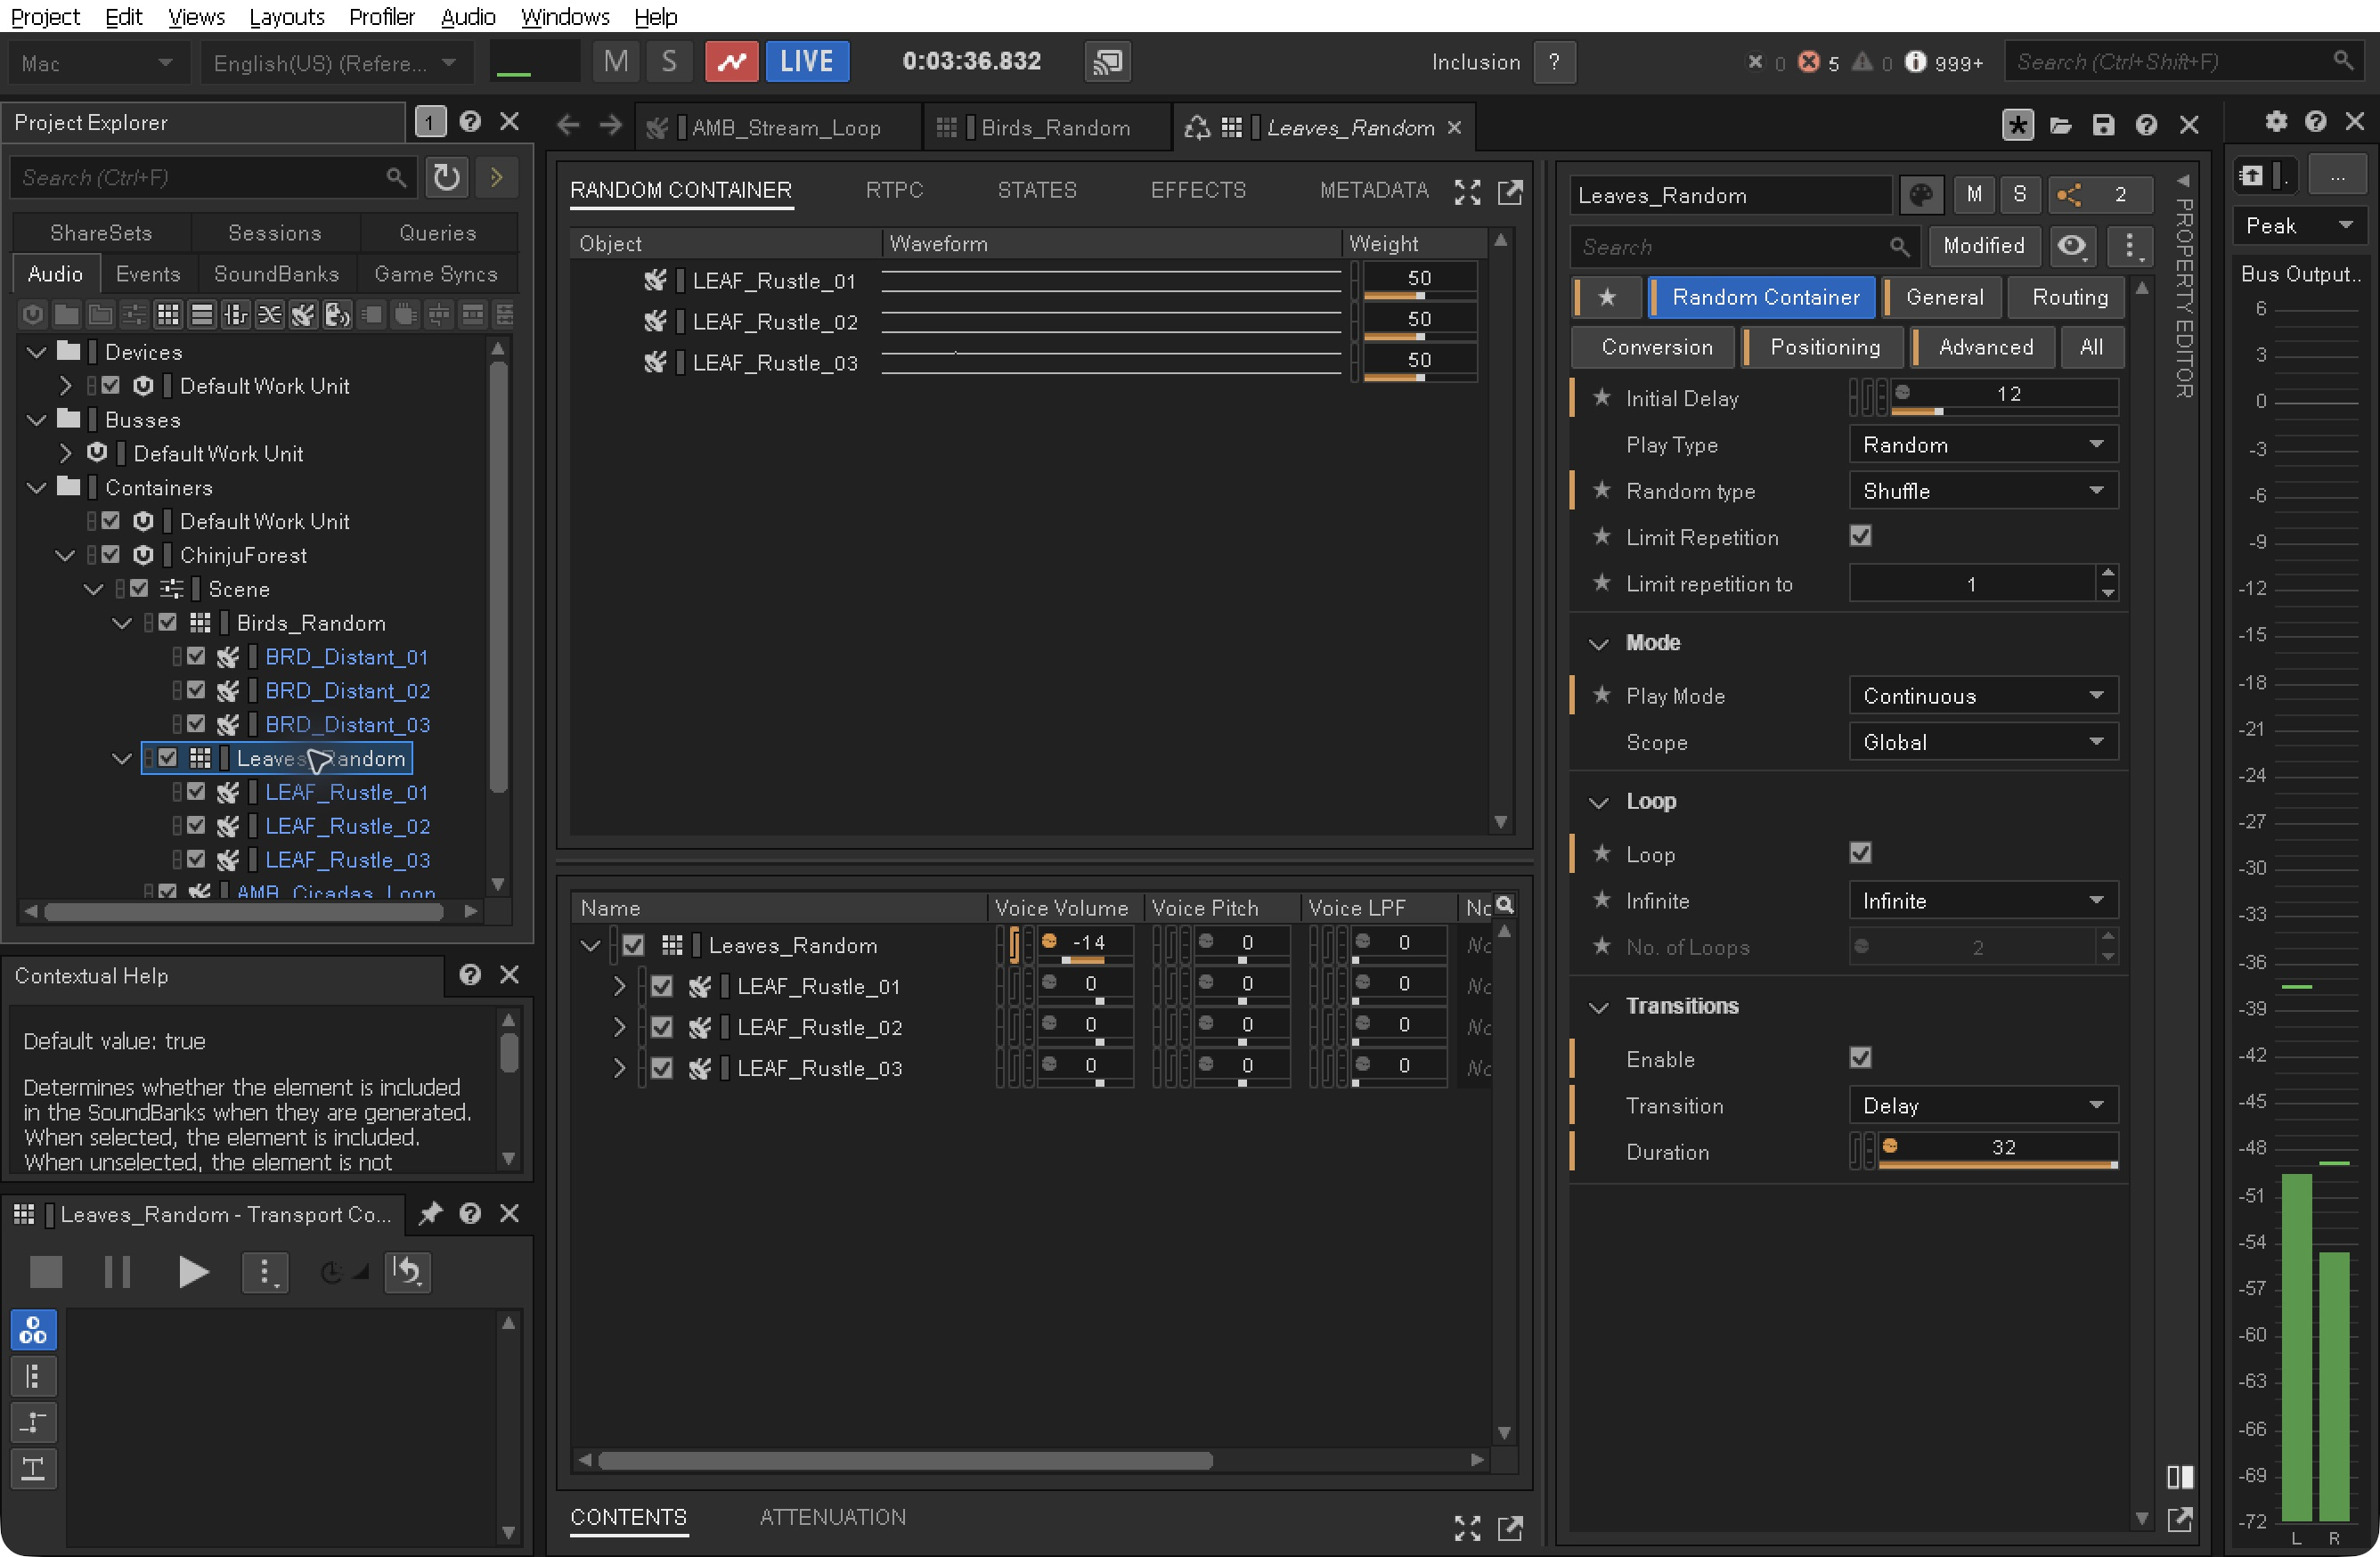 Project Edit Views Layouts Profiler Audio Windows Help
Mac English(US) (Refere... M S LIVE 0:03:36.832 Inclusion ? 0 5 0 999+ Search (Ctrl+Shift+F)
Project Explorer 1
Search (Ctrl+F)
ShareSets Sessions Queries
Audio Events SoundBanks Game Syncs
Devices
Default Work Unit
Busses
Default Work Unit
Containers
Default Work Unit
ChinjuForest
Scene
Birds_Random
BRD_Distant_01
BRD_Distant_02
BRD_Distant_03
Leaves_Random
LEAF_Rustle_01
LEAF_Rustle_02
LEAF_Rustle_03
AMB_Cicadas_Loop
Contextual Help
Default value: true
Determines whether the element is included
in the SoundBanks when they are generated.
When selected, the element is included.
When unselected, the element is not
Leaves_Random - Transport Co...
AMB_Stream_Loop Birds_Random Leaves_Random
RANDOM CONTAINER RTPC STATES EFFECTS METADATA
Object Waveform Weight
LEAF_Rustle_01 50
LEAF_Rustle_02 50
LEAF_Rustle_03 50
Name Voice Volume Voice Pitch Voice LPF Nc
Leaves_Random -14 0 0 Nc
LEAF_Rustle_01 0 0 0 Nc
LEAF_Rustle_02 0 0 0 Nc
LEAF_Rustle_03 0 0 0 Nc
CONTENTS ATTENUATION
Leaves_Random M S 2
Search Modified
Random Container General Routing
Conversion Positioning Advanced All
PROPERTY EDITOR
Initial Delay 12
Play Type Random
Random type Shuffle
Limit Repetition
Limit repetition to 1
Mode
Play Mode Continuous
Scope Global
Loop
Loop
Infinite Infinite
No. of Loops 2
Transitions
Enable
Transition Delay
Duration 32
...
Peak
Bus Output..
6
3
0
-3
-6
-9
-12
-15
-18
-21
-24
-27
-30
-33
-36
-39
-42
-45
-48
-51
-54
-57
-60
-63
-66
-69
-72
L R